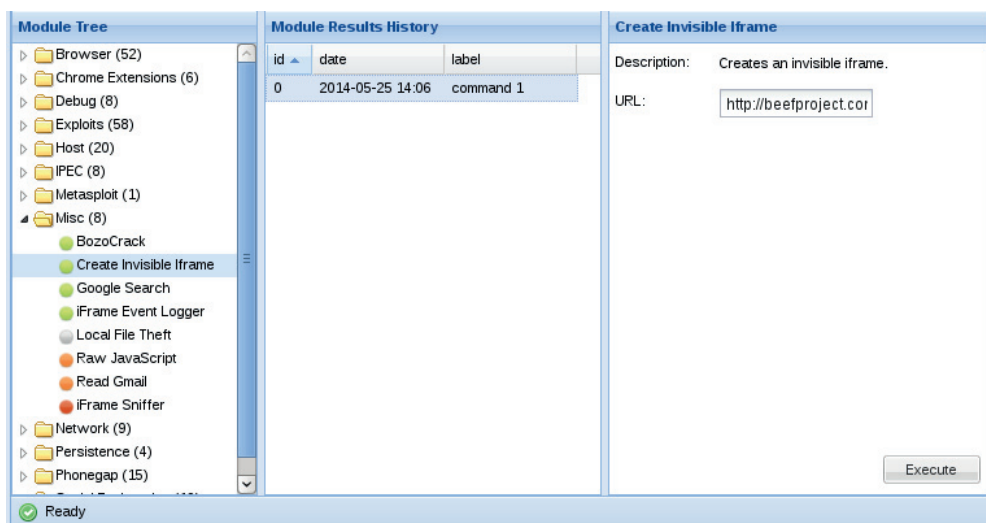 Module Tree
Browser (52)
Chrome Extensions (6)
Debug (8)
Exploits (58)
Host (20)
IPEC (8)
Metasploit (1)
Misc (8)
BozoCrack
Create Invisible Iframe
Google Search
iFrame Event Logger
Local File Theft
Raw JavaScript
Read Gmail
iFrame Sniffer
Network (9)
Persistence (4)
Phonegap (15)
Module Results History
id date label
0 2014-05-25 14:06 command 1
Create Invisible Iframe
Description: Creates an invisible iframe.
URL: http://beefproject.cor
Execute
Ready